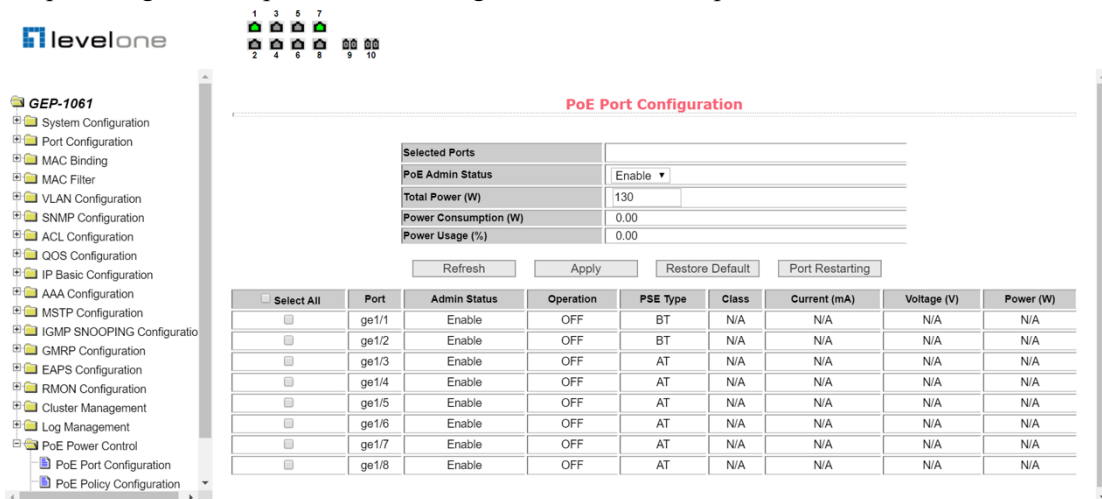 1 3 5 7
levelone
2 4 6 8 9 10
GEP-1061
System Configuration
Port Configuration
MAC Binding
MAC Filter
VLAN Configuration
SNMP Configuration
ACL Configuration
QOS Configuration
IP Basic Configuration
AAA Configuration
MSTP Configuration
IGMP SNOOPING Configuratio
GMRP Configuration
EAPS Configuration
RMON Configuration
Cluster Management
Log Management
PoE Power Control
PoE Port Configuration
PoE Policy Configuration
PoE Port Configuration
Selected Ports
PoE Admin Status Enable
Total Power (W) 130
Power Consumption (W) 0.00
Power Usage (%) 0.00
Refresh Apply Restore Default Port Restarting
Select All Port Admin Status Operation PSE Type Class Current (mA) Voltage (V) Power (W)
ge1/1 Enable OFF BT N/A N/A N/A N/A
ge1/2 Enable OFF BT N/A N/A N/A N/A
ge1/3 Enable OFF AT N/A N/A N/A N/A
ge1/4 Enable OFF AT N/A N/A N/A N/A
ge1/5 Enable OFF AT N/A N/A N/A N/A
ge1/6 Enable OFF AT N/A N/A N/A N/A
ge1/7 Enable OFF AT N/A N/A N/A N/A
ge1/8 Enable OFF AT N/A N/A N/A N/A